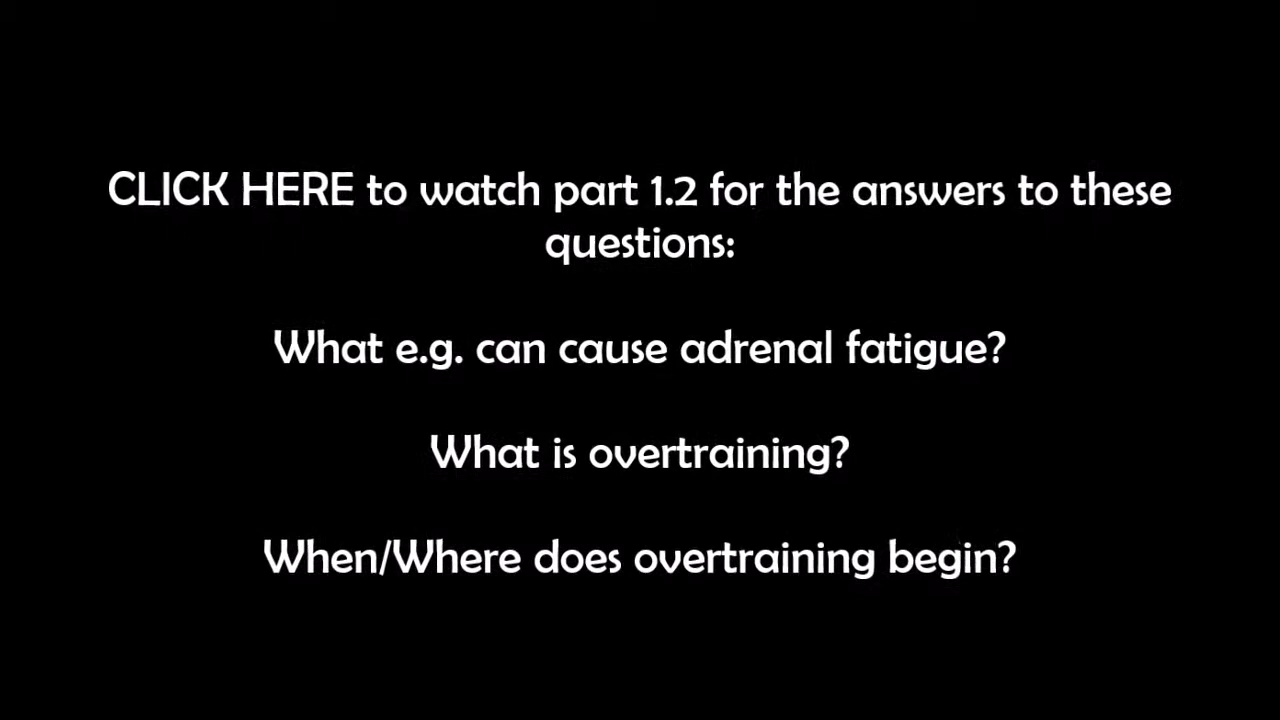 CLICK HERE to watch part 1.2 for the answers to these
questions:
What e.g. can cause adrenal fatigue?
What is overtraining?
When/Where does overtraining begin?